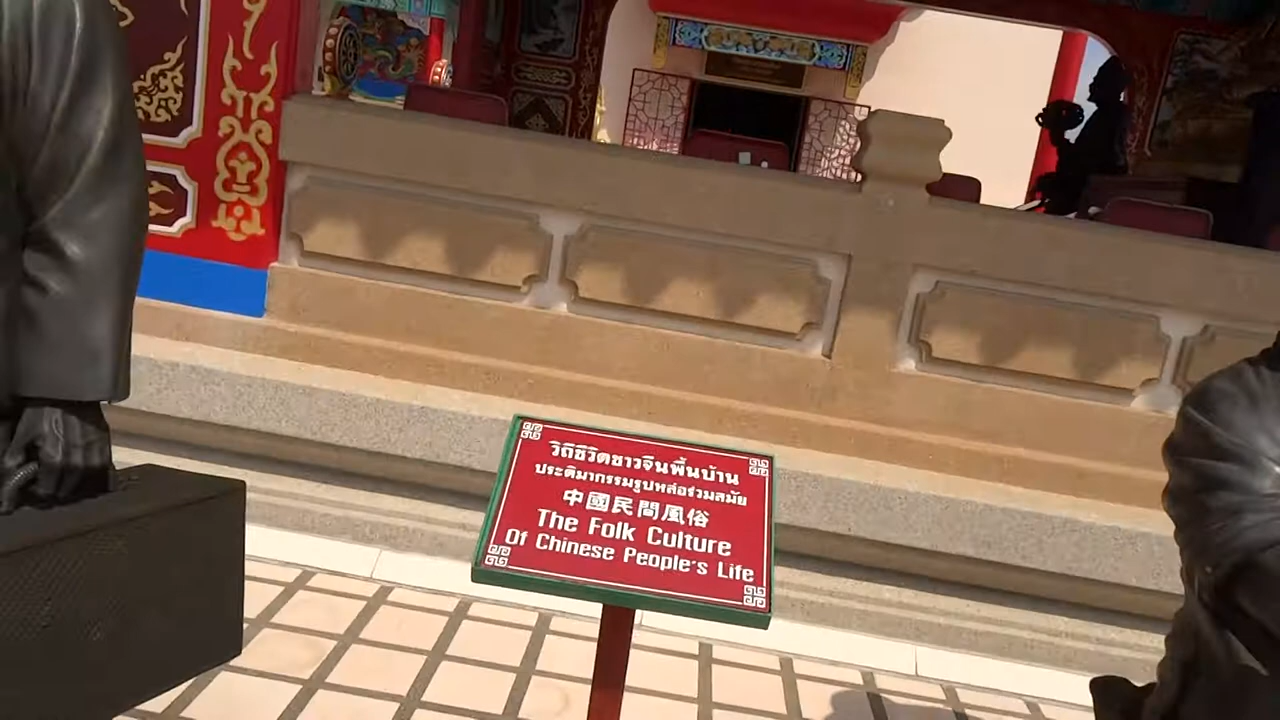 วิถีชีวิตชาวจีนพื้นบ้าน
ประติมากรรมรูปหล่อร่วมสมัย
中國民間風俗
The Folk Culture
Of Chinese People's Life